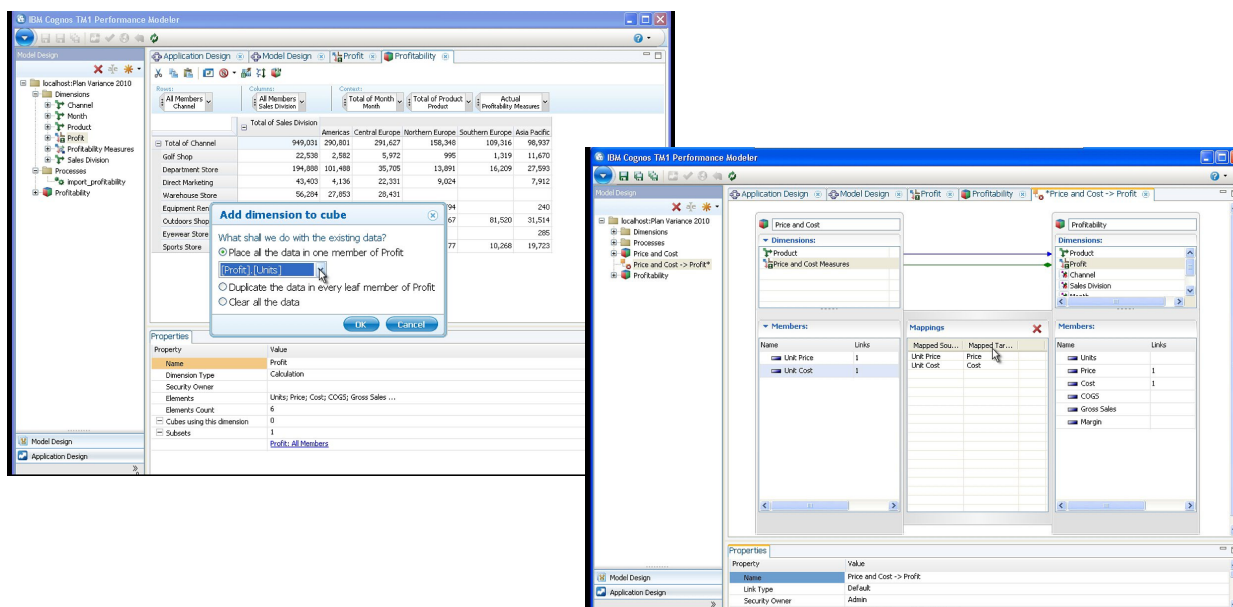 IBM Cognos TM1 Performance Modeler
Model Design
Application Design
Model Design
Profit
Profitability
localhost:Plan Variance 2010
Dimensions
Channel
Month
Product
Profit
Profitability Measures
Sales Division
Processes
import_profitability
Profitability
Rows:
Columns:
Context:
All Members
Channel
All Members
Sales Division
Total of Month
Month
Total of Product
Product
Actual
Profitability Measures
Total of Sales Division
Americas Central Europe Northern Europe Southern Europe Asia Pacific
Total of Channel 949,031 290,801 291,627 158,348 109,316 98,937
Golf Shop 22,538 2,582 5,972 995 1,319 11,670
Department Store 194,888 101,488 35,705 13,891 16,209 27,593
Direct Marketing 43,403 4,136 22,331 9,024 7,912
Warehouse Store 56,284 27,853 28,431
Equipment Ren 94 240
Outdoors Shop 67 81,520 31,514
Eyewear Store 285
Sports Store 77 10,268 19,723
Add dimension to cube
What shall we do with the existing data?
Place all the data in one member of Profit
[Profit].[Units]
Duplicate the data in every leaf member of Profit
Clear all the data
OK Cancel
Properties
Property Value
Name Profit
Dimension Type Calculation
Security Owner
Elements Units; Price; Cost; COGS; Gross Sales ...
Elements Count 6
Cubes using this dimension 0
Subsets 1
Profit: All Members
Model Design
Application Design
IBM Cognos TM1 Performance Modeler
Model Design
Application Design
Model Design
Profit
Profitability
*Price and Cost -> Profit
localhost:Plan Variance 2010
Dimensions
Processes
Price and Cost
Price and Cost -> Profit*
Profitability
Price and Cost
Dimensions:
Product
Price and Cost Measures
Profitability
Dimensions:
Product
Profit
Channel
Sales Division
Month
Members:
Name Links
Unit Price 1
Unit Cost 1
Mappings
Mapped Sou... Mapped Tar...
Unit Price Price
Unit Cost Cost
Members:
Name Links
Units
Price 1
Cost 1
COGS
Gross Sales
Margin
Properties
Property Value
Name Price and Cost -> Profit
Link Type Default
Security Owner Admin
Model Design
Application Design